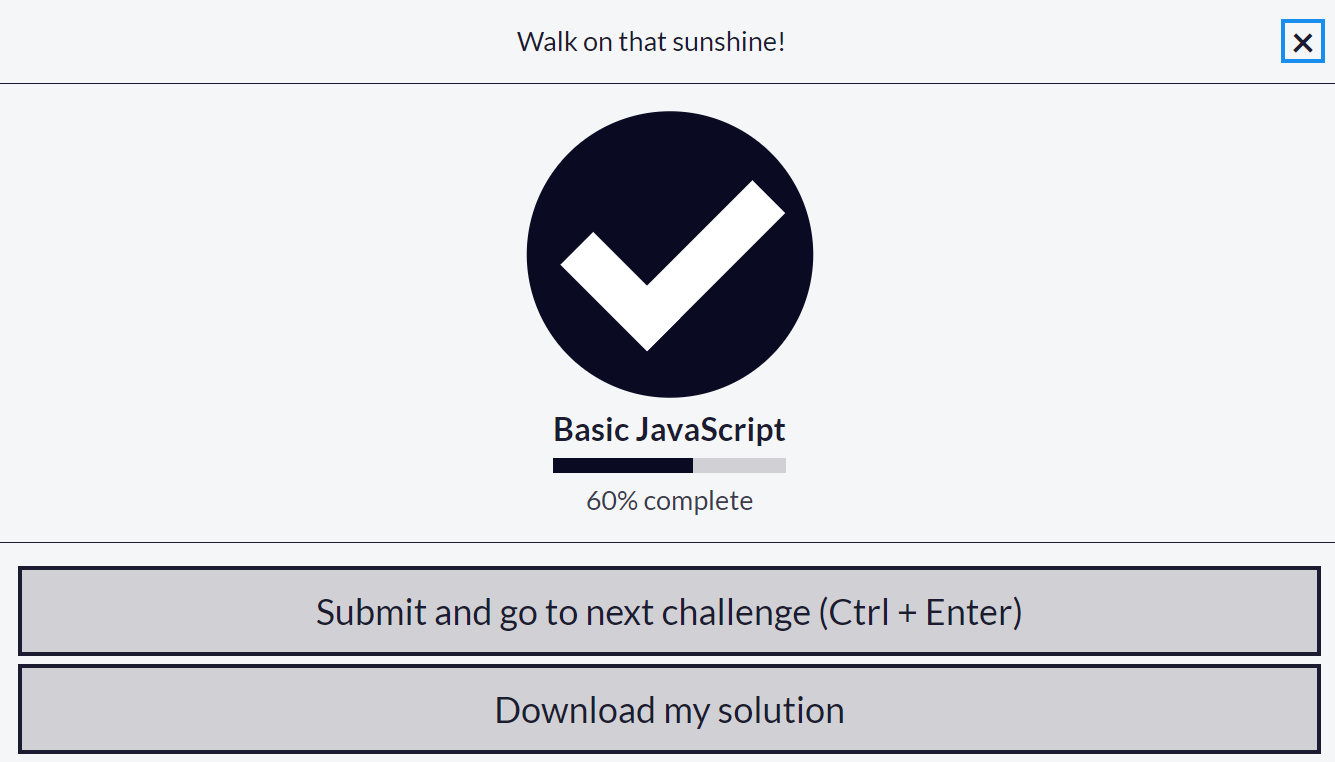 Walk on that sunshine!
Basic JavaScript
60% complete
Submit and go to next challenge (Ctrl + Enter)
Download my solution